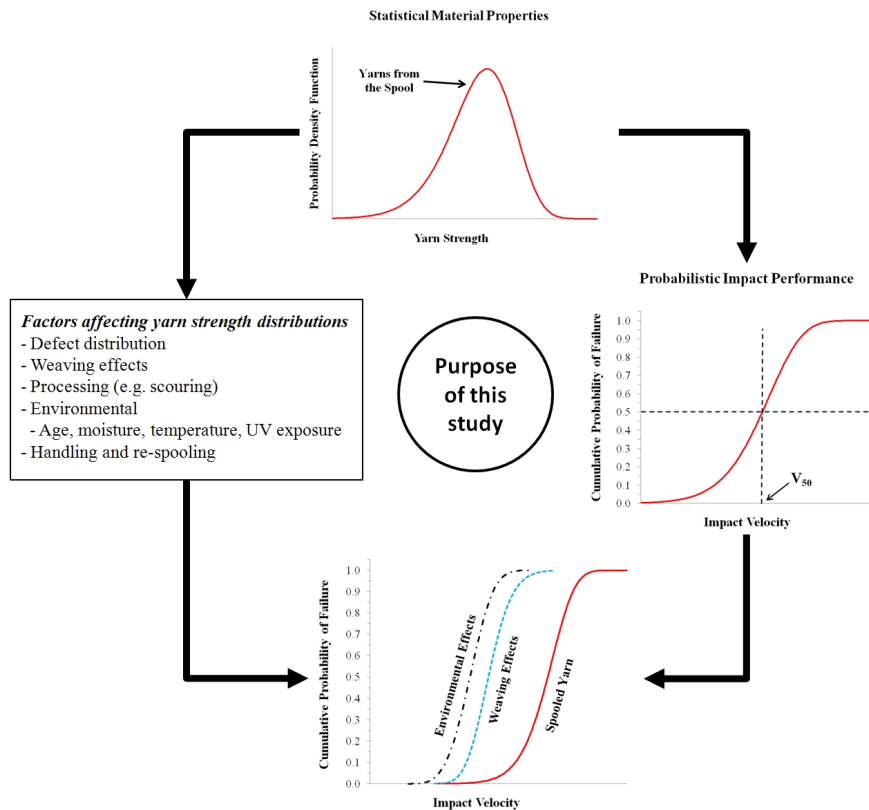 Statistical Material Properties
Probability Density Function
Yarns from
the Spool
Yarn Strength
Factors affecting yarn strength distributions
- Defect distribution
- Weaving effects
- Processing (e.g. scouring)
- Environmental
- Age, moisture, temperature, UV exposure
- Handling and re-spooling
Purpose
of this
study
Probabilistic Impact Performance
Cumulative Probability of Failure
1.0
0.9
0.8
0.7
0.6
0.5
0.4
0.3
0.2
0.1
0.0
V50
Impact Velocity
Cumulative Probability of Failure
1.0
0.9
0.8
0.7
0.6
0.5
0.4
0.3
0.2
0.1
0.0
Environmental Effects
Weaving Effects
Spooled Yarn
Impact Velocity